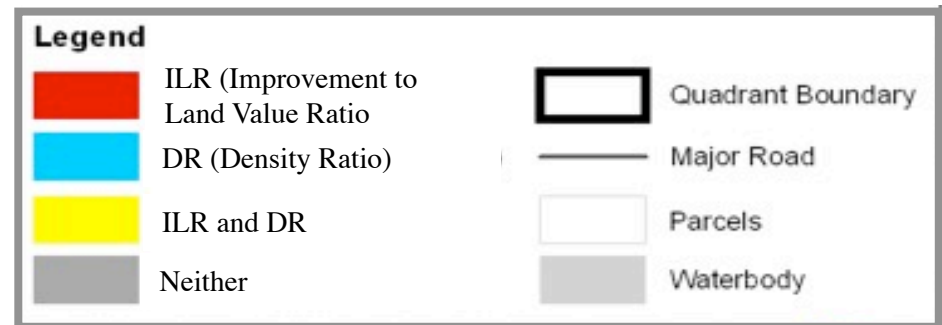 Legend
ILR (Improvement to
Land Value Ratio
DR (Density Ratio)
ILR and DR
Neither
Quadrant Boundary
Major Road
Parcels
Waterbody